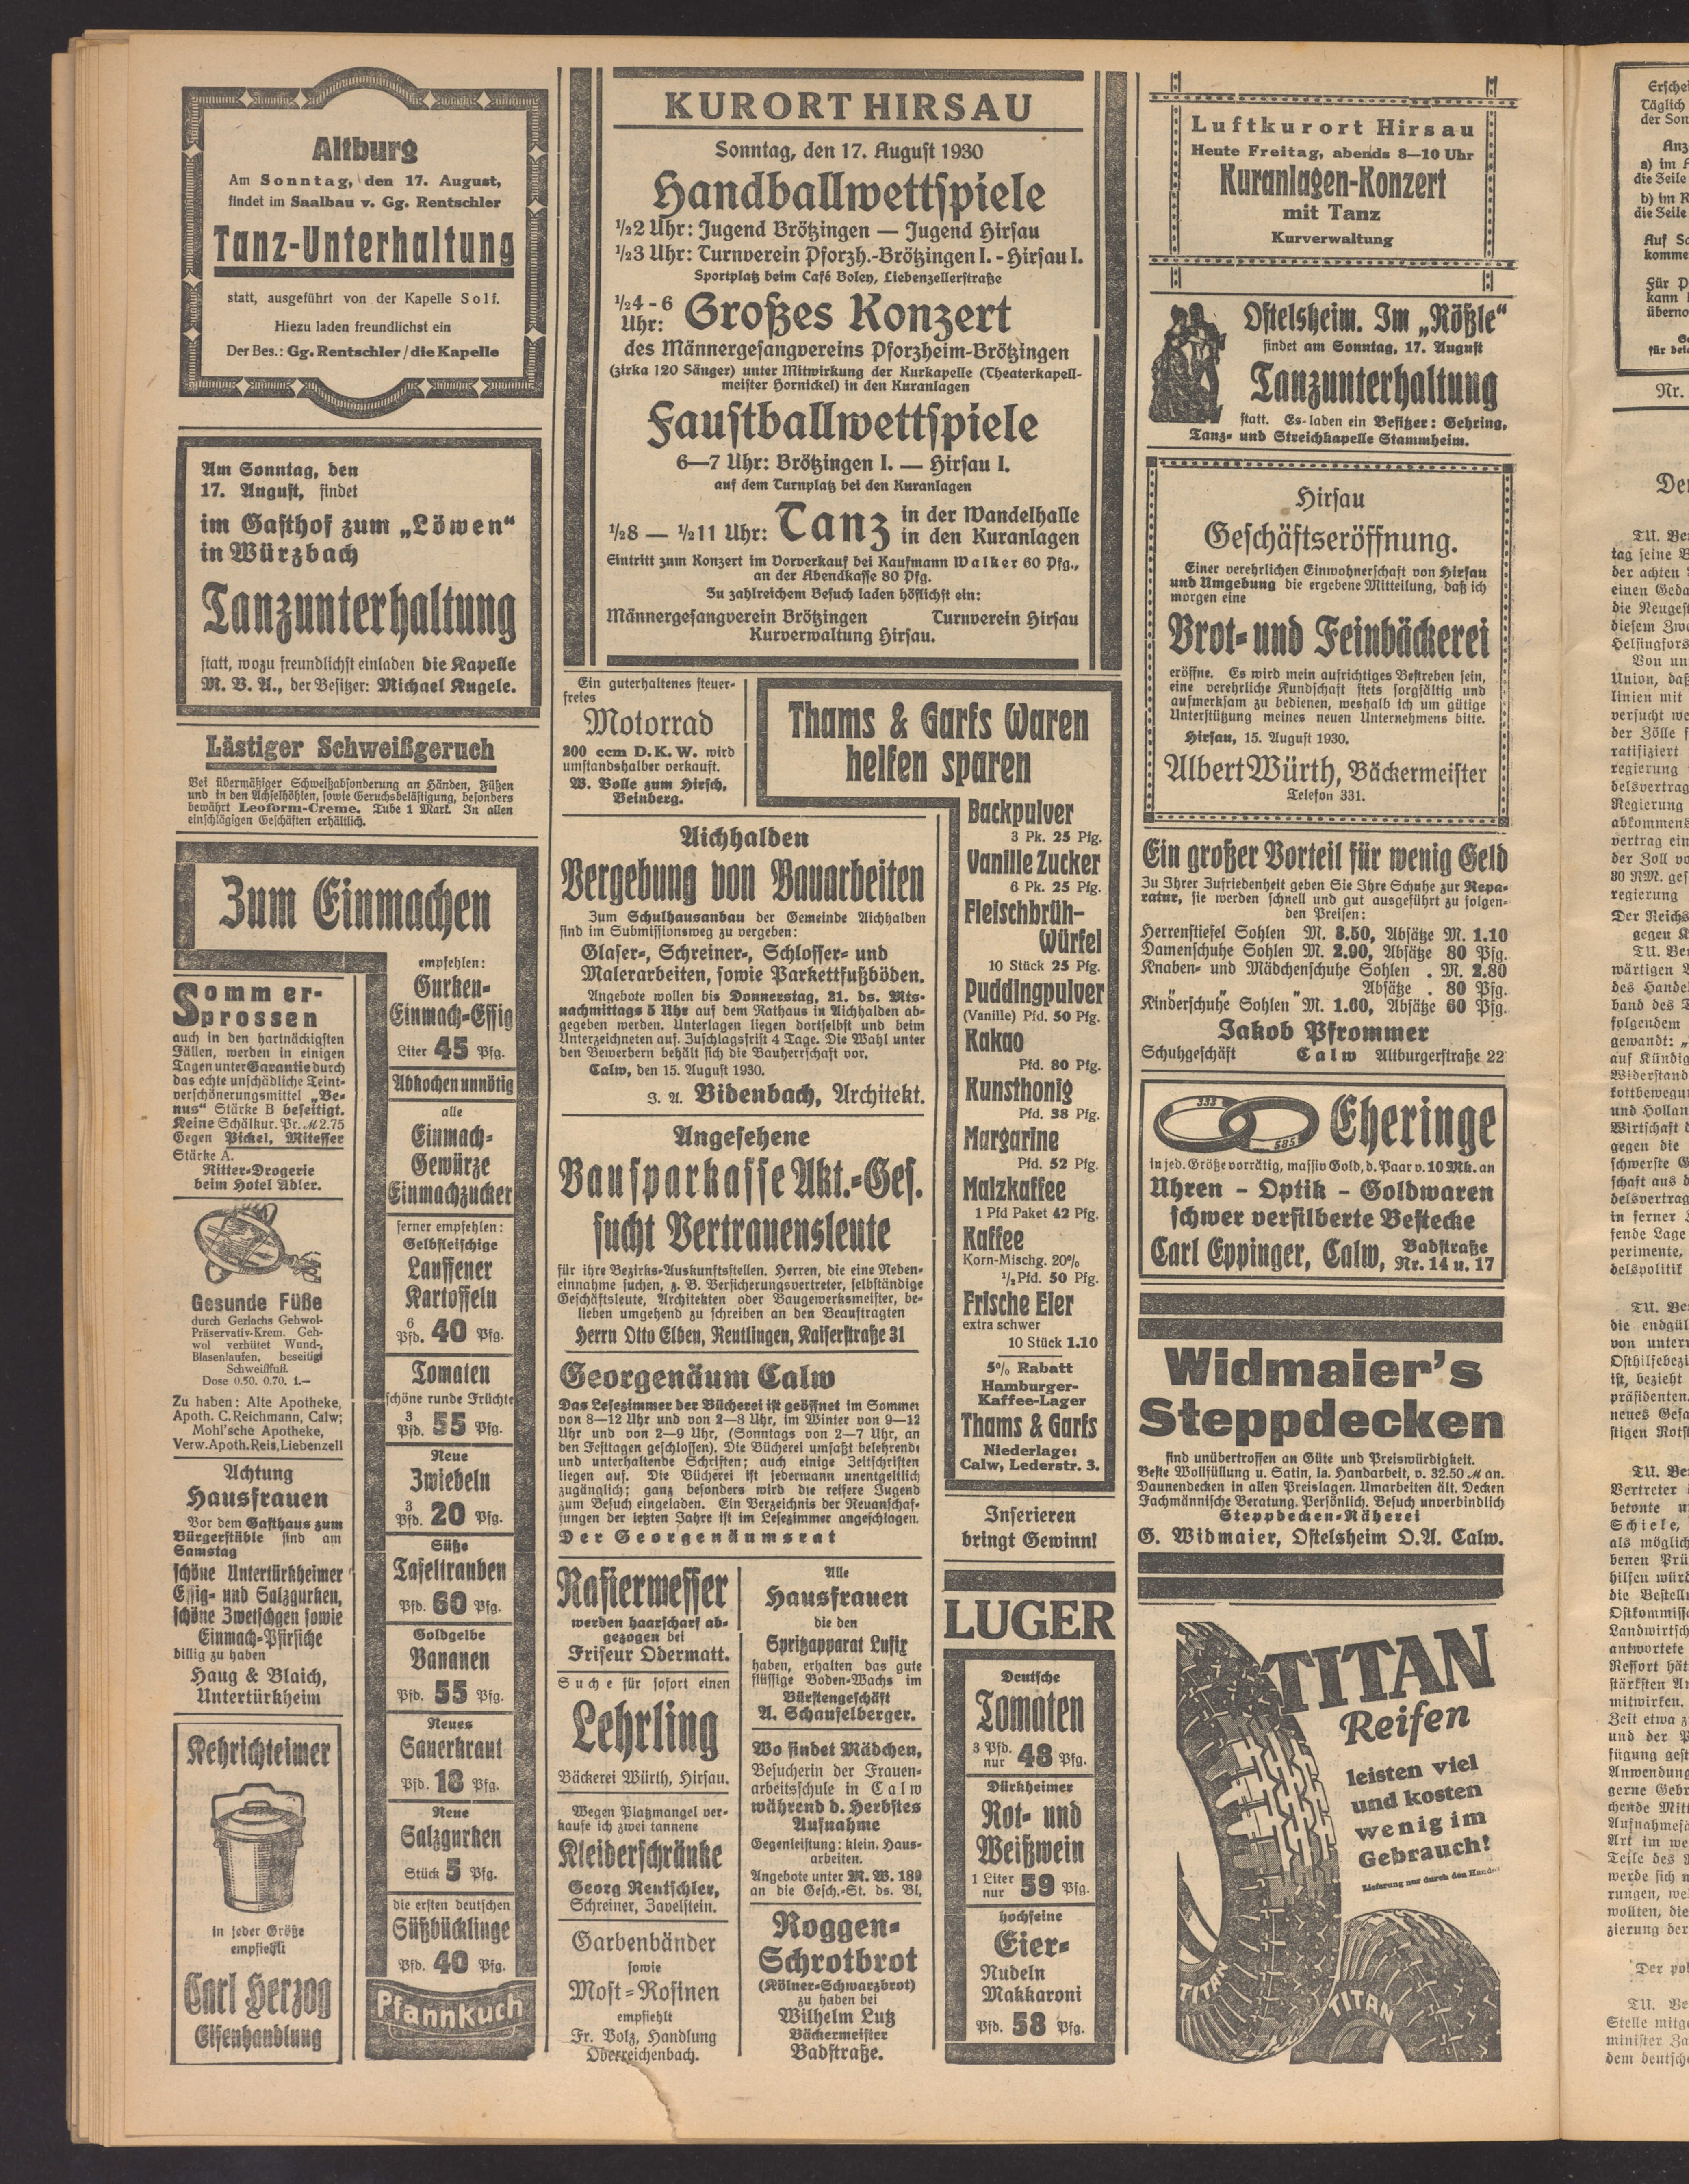 Altburg
Am Sonntag, den 17. August,
findet im Saalbau v. Gg. Rentschler
Tanz-Unterhaltung
statt, ausgeführt von der Kapelle Solf.
Hiezu laden freundlichst ein
Der Bes.: Gg. Rentschler / die Kapelle
Am Sonntag, den
17. August, findet
im Gasthof zum „Löwen“
in Würzbach
Tanzunterhaltung
statt, wozu freundlichst einladen die Kapelle
M. B. A., der Besitzer: Michael Kugele.
Lästiger Schweißgeruch
Bei übermäßiger Schweißabsonderung an Händen, Füßen
und in den Achselhöhlen, sowie Geruchsbelästigung, besonders
bewährt Leoform-Creme. Tube 1 Mark. In allen
einschlägigen Geschäften erhältlich.
Zum Einmachen
empfehlen:
Gurken-
Einmach-Essig
Liter 45 Pfg.
Abkochen unnötig
alle
Einmach-
Gewürze
Einmachzucker
ferner empfehlen:
Gelbfleischige
Lauffener
Kartoffeln
6 Pfd. 40 Pfg.
Tomaten
schöne runde Früchte
3 Pfd. 55 Pfg.
Neue
Zwiebeln
3 Pfd. 20 Pfg.
Süße
Tafeltrauben
Pfd. 60 Pfg.
Goldgelbe
Bananen
Pfd. 55 Pfg.
Neues
Sauerkraut
Pfd. 18 Pfg.
Neue
Salzgurken
Stück 5 Pfg.
die ersten deutschen
Süßbücklinge
Pfd. 40 Pfg.
Pfannkuch
Sommer-
sprossen
auch in den hartnäckigsten
Fällen, werden in einigen
Tagen unter Garantie durch
das echte unschädliche Teint-
verschönerungsmittel „Ve-
nus“ Stärke B beseitigt.
Keine Schälkur. Pr. M 2.75
Gegen Pickel, Mitesser
Stärke A.
Ritter-Drogerie
beim Hotel Adler.
Gesunde Füße
durch Gerlachs Gehwol-
Präservativ-Krem. Geh-
wol verhütet Wund-,
Blasenlaufen, beseitigt
Schweißfuß.
Dose 0.50. 0.70. 1.—
Zu haben: Alte Apotheke,
Apoth. C. Reichmann, Calw;
Mohl'sche Apotheke,
Verw. Apoth. Reis, Liebenzell
Achtung
Hausfrauen
Vor dem Gasthaus zum
Bürgerstüble sind am
Samstag
schöne Untertürkheimer
Essig- und Salzgurken,
schöne Zwetschgen sowie
Einmach-Pfirsiche
billig zu haben
Haug & Blaich,
Untertürkheim
Kehrichteimer
in jeder Größe
empfiehlt
Carl Herzog
Eisenhandlung
KURORT HIRSAU
Sonntag, den 17. August 1930
Handballwettspiele
½2 Uhr: Jugend Brötzingen — Jugend Hirsau
½3 Uhr: Turnverein Pforzh.-Brötzingen I. - Hirsau I.
Sportplatz beim Café Boley, Liebenzellerstraße
½4 - 6 Uhr: Großes Konzert
des Männergesangvereins Pforzheim-Brötzingen
(zirka 120 Sänger) unter Mitwirkung der Kurkapelle (Theaterkapell-
meister Hornickel) in den Kuranlagen
Faustballwettspiele
6—7 Uhr: Brötzingen I. — Hirsau I.
auf dem Turnplatz bei den Kuranlagen
½8 — ½11 Uhr: Tanz in der Wandelhalle
in den Kuranlagen
Eintritt zum Konzert im Vorverkauf bei Kaufmann Walker 60 Pfg.,
an der Abendkasse 80 Pfg.
Zu zahlreichem Besuch laden höflichst ein:
Männergesangverein Brötzingen Turnverein Hirsau
Kurverwaltung Hirsau.
Ein guterhaltenes steuer-
freies
Motorrad
200 ccm D.K.W. wird
umstandshalber verkauft.
W. Bolle zum Hirsch,
Beinberg.
Thams & Garfs Waren
helfen sparen
Backpulver
3 Pk. 25 Pfg.
Vanille Zucker
6 Pk. 25 Pfg.
Fleischbrüh-
Würfel
10 Stück 25 Pfg.
Puddingpulver
(Vanille) Pfd. 50 Pfg.
Kakao
Pfd. 80 Pfg.
Kunsthonig
Pfd. 38 Pfg.
Margarine
Pfd. 52 Pfg.
Malzkaffee
1 Pfd Paket 42 Pfg.
Kaffee
Korn-Mischg. 20%
½ Pfd. 50 Pfg.
Frische Eier
extra schwer
10 Stück 1.10
5% Rabatt
Hamburger-
Kaffee-Lager
Thams & Garfs
Niederlage:
Calw, Lederstr. 3.
Aichhalden
Vergebung von Bauarbeiten
Zum Schulhausanbau der Gemeinde Aichhalden
sind im Submissionsweg zu vergeben:
Glaser-, Schreiner-, Schlosser- und
Malerarbeiten, sowie Parkettfußböden.
Angebote wollen bis Donnerstag, 21. ds. Mts.
nachmittags 5 Uhr auf dem Rathaus in Aichhalden ab-
gegeben werden. Unterlagen liegen dortselbst und beim
Unterzeichneten auf. Zuschlagsfrist 4 Tage. Die Wahl unter
den Bewerbern behält sich die Bauherrschaft vor.
Calw, den 15. August 1930.
J. A. Bidenbach, Architekt.
Angesehene
Bausparkasse Akt.-Ges.
sucht Vertrauensleute
für ihre Bezirks-Auskunftsstellen. Herren, die eine Neben-
einnahme suchen, z. B. Versicherungsvertreter, selbständige
Geschäftsleute, Architekten oder Baugewerksmeister, be-
lieben umgehend zu schreiben an den Beauftragten
Herrn Otto Elben, Reutlingen, Kaiserstraße 31
Georgenäum Calw
Das Lesezimmer der Bücherei ist geöffnet im Sommer
von 8—12 Uhr und von 2—8 Uhr, im Winter von 9—12
Uhr und von 2—9 Uhr, (Sonntags von 2—7 Uhr, an
den Festtagen geschlossen). Die Bücherei umfaßt belehrende
und unterhaltende Schriften; auch einige Zeitschriften
liegen auf. Die Bücherei ist jedermann unentgeltlich
zugänglich; ganz besonders wird die reifere Jugend
zum Besuch eingeladen. Ein Verzeichnis der Neuanschaf-
fungen der letzten Jahre ist im Lesezimmer angeschlagen.
Der Georgenäumsrat
Rasiermesser
werden haarscharf ab-
gezogen bei
Friseur Odermatt.
Suche für sofort einen
Lehrling
Bäckerei Würth, Hirsau.
Wegen Platzmangel ver-
kaufe ich zwei tannene
Kleiderschränke
Georg Rentschler,
Schreiner, Zavelstein.
Garbenbänder
sowie
Most-Rosinen
empfiehlt
Fr. Volz, Handlung
Oberreichenbach.
Alle
Hausfrauen
die den
Spritzapparat Lufix
haben, erhalten das gute
flüssige Boden-Wachs im
Bürstengeschäft
A. Schaufelberger.
Wo findet Mädchen,
Besucherin der Frauen-
arbeitsschule in Calw
während d. Herbstes
Aufnahme
Gegenleistung: klein. Haus-
arbeiten.
Angebote unter M. W. 189
an die Gesch.-St. ds. Bl.
Roggen-
Schrotbrot
(Kölner-Schwarzbrot)
zu haben bei
Wilhelm Lutz
Bäckermeister
Badstraße.
Inserieren
bringt Gewinn!
LUGER
Deutsche
Tomaten
3 Pfd. nur 48 Pfg.
Dürkheimer
Rot- und
Weißwein
1 Liter nur 59 Pfg.
hochfeine
Eier-
Nudeln
Makkaroni
Pfd. 58 Pfg.
Luftkurort Hirsau
Heute Freitag, abends 8—10 Uhr
Kuranlagen-Konzert
mit Tanz
Kurverwaltung
Ostelsheim. Im „Rößle“
findet am Sonntag, 17. August
Tanzunterhaltung
statt. Es laden ein Besitzer: Gehring,
Tanz- und Streichkapelle Stammheim.
Hirsau
Geschäftseröffnung.
Einer verehrlichen Einwohnerschaft von Hirsau
und Umgebung die ergebene Mitteilung, daß ich
morgen eine
Brot- und Feinbäckerei
eröffne. Es wird mein aufrichtiges Bestreben sein,
eine verehrliche Kundschaft stets sorgfältig und
aufmerksam zu bedienen, weshalb ich um gütige
Unterstützung meines neuen Unternehmens bitte.
Hirsau, 15. August 1930.
Albert Würth, Bäckermeister
Telefon 331.
Ein großer Vorteil für wenig Geld
Zu Ihrer Zufriedenheit geben Sie Ihre Schuhe zur Repa-
ratur, sie werden schnell und gut ausgeführt zu folgen-
den Preisen:
Herrenstiefel Sohlen M. 3.50, Absätze M. 1.10
Damenschuhe Sohlen M. 2.90, Absätze 80 Pfg.
Knaben- und Mädchenschuhe Sohlen . M. 2.80
„ „ „ Absätze . 80 Pfg.
Kinderschuhe Sohlen M. 1.60, Absätze 60 Pfg.
Jakob Pfrommer
Schuhgeschäft Calw Altburgerstraße 22
333
585
Eheringe
in jed. Größe vorrätig, massiv Gold, d. Paar v. 10 Mk. an
Uhren - Optik - Goldwaren
schwer versilberte Bestecke
Carl Eppinger, Calw, Badstraße
Nr. 14 u. 17
Widmaier's
Steppdecken
sind unübertroffen an Güte und Preiswürdigkeit.
Beste Wollfüllung u. Satin, la. Handarbeit, v. 32.50 M an.
Daunendecken in allen Preislagen. Umarbeiten ält. Decken
Fachmännische Beratung. Persönlich. Besuch unverbindlich
Steppdecken-Näherei
G. Widmaier, Ostelsheim O.A. Calw.
TITAN
Reifen
leisten viel
und kosten
wenig im
Gebrauch!
Lieferung nur durch den Handel
TITAN
TITAN